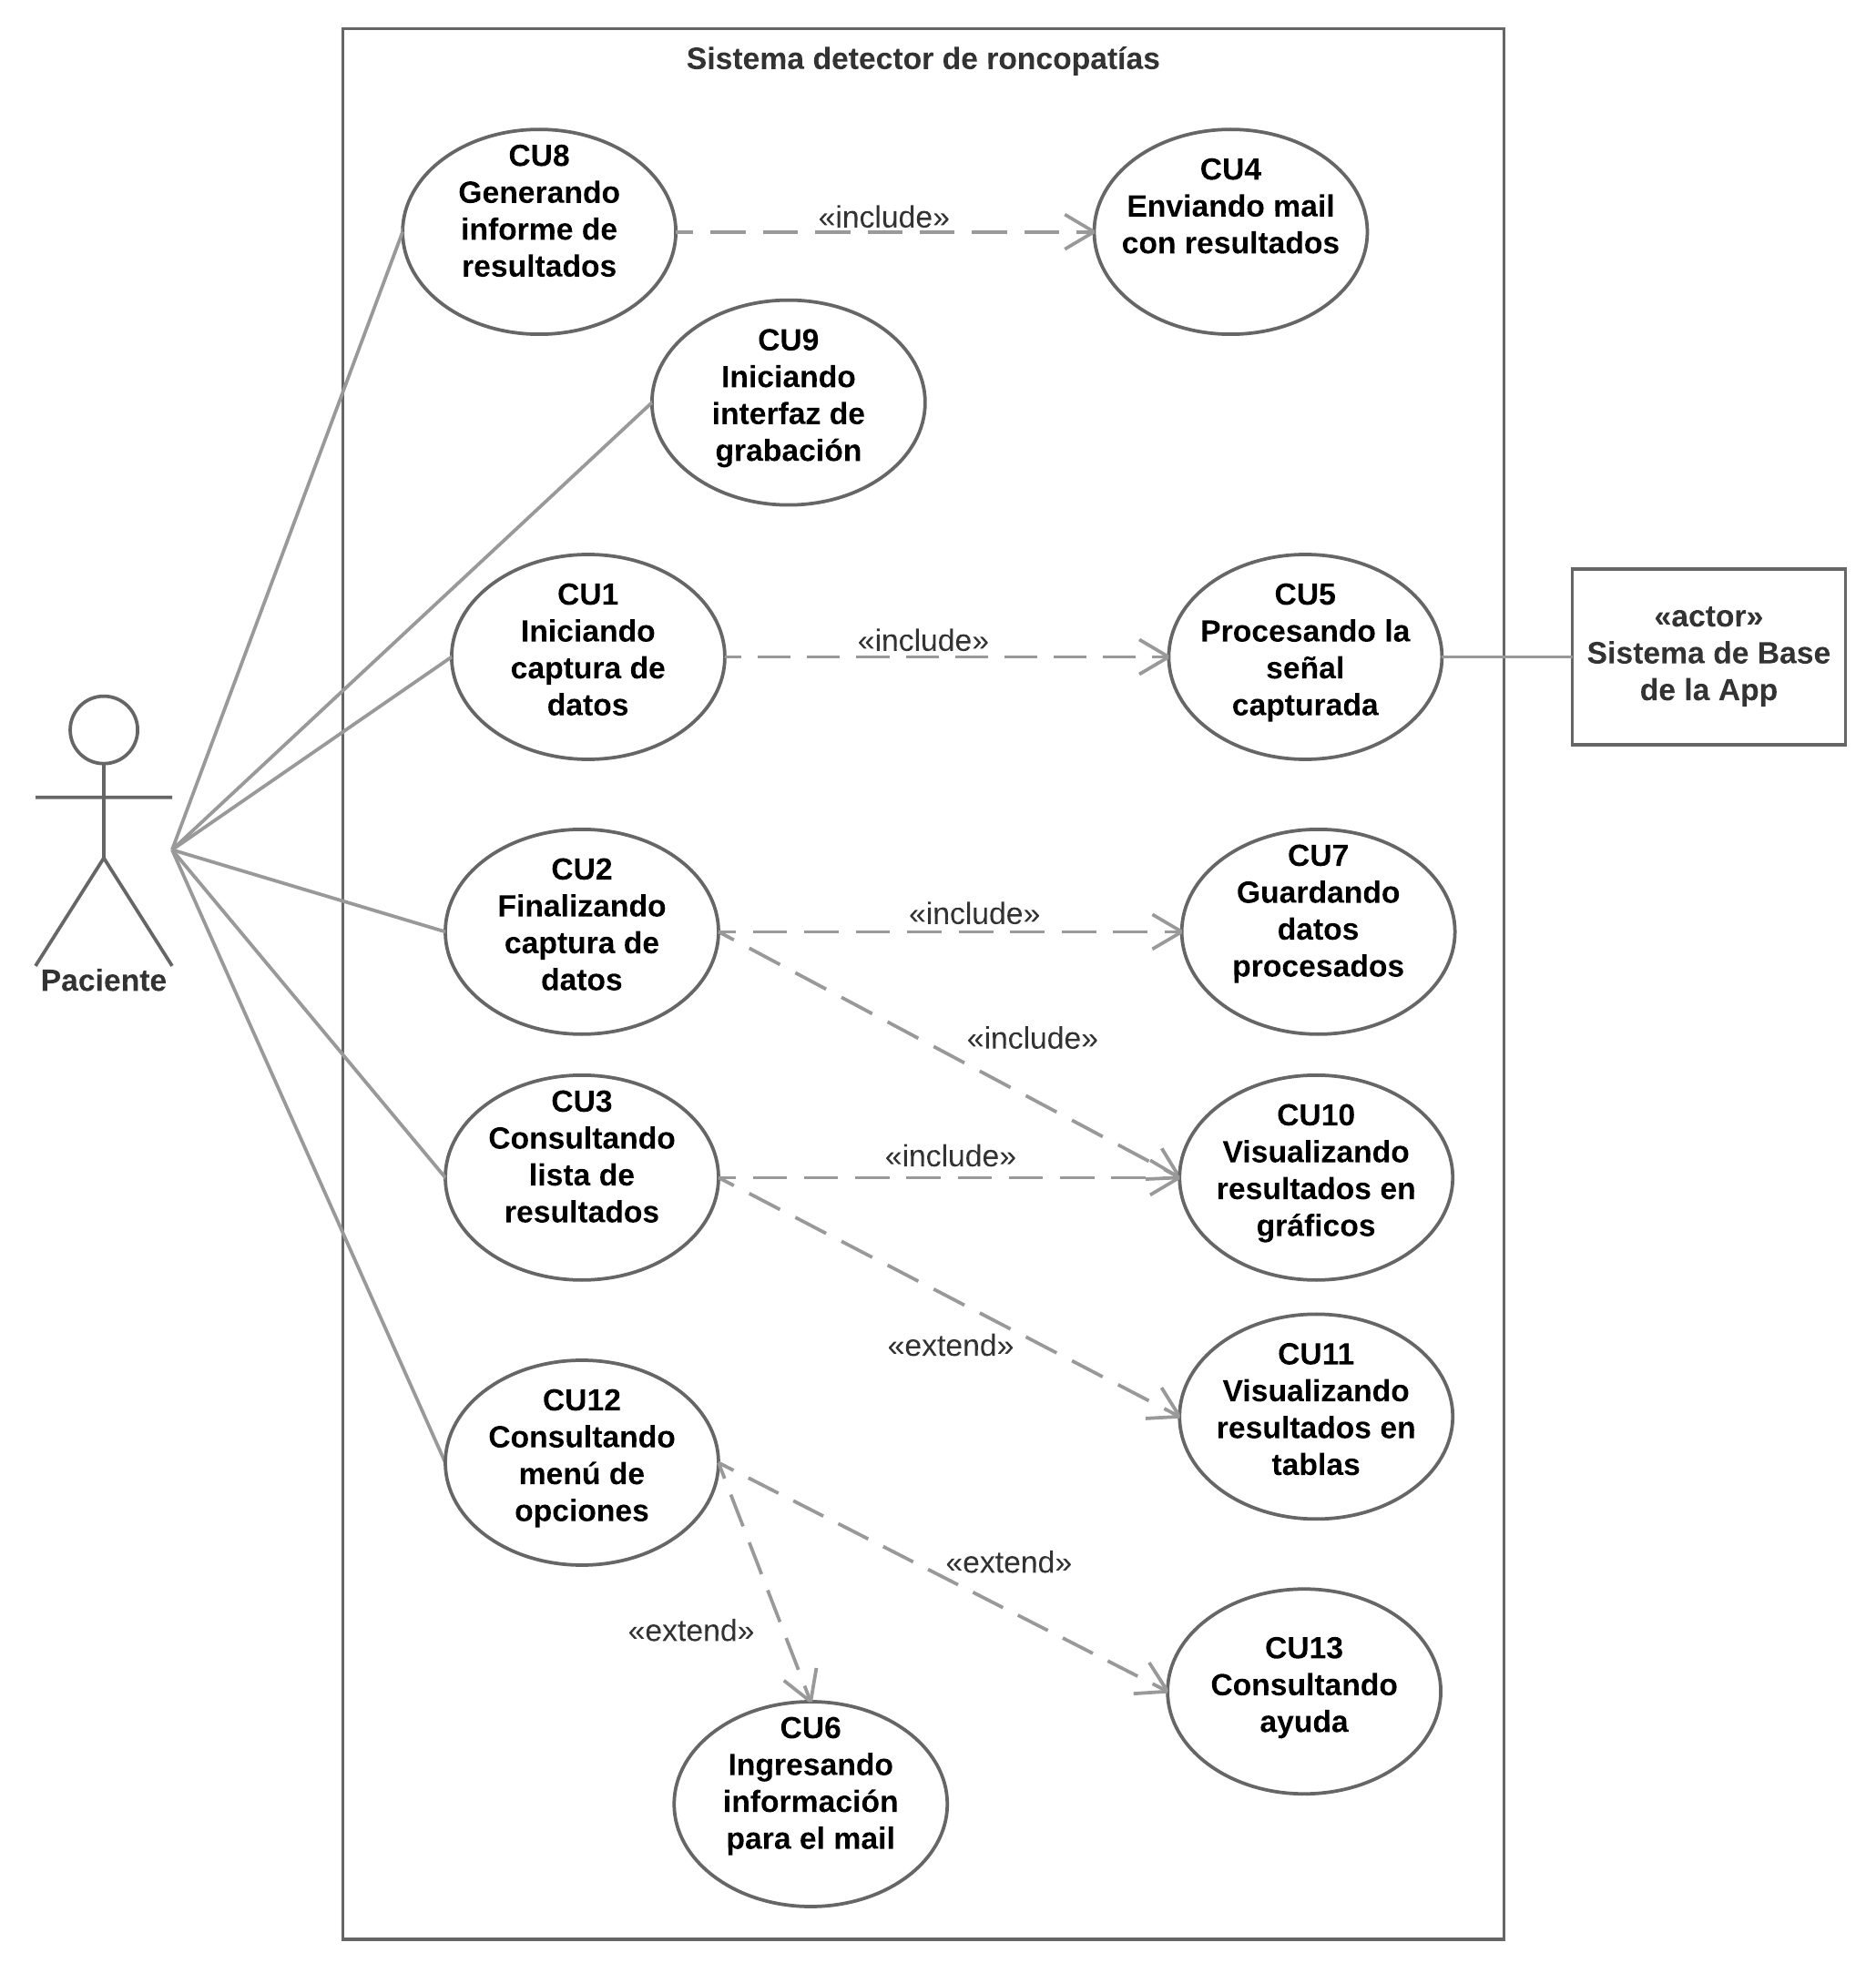 Sistema detector de roncopatías
CU8
Generando
informe de
resultados
«include»
CU4
Enviando mail
con resultados
CU9
Iniciando
interfaz de
grabación
CU1
Iniciando
captura de
datos
«include»
CU5
Procesando la
señal
capturada
«actor»
Sistema de Base
de la App
Paciente
CU2
Finalizando
captura de
datos
«include»
CU7
Guardando
datos
procesados
«include»
CU3
Consultando
lista de
resultados
«include»
CU10
Visualizando
resultados en
gráficos
«extend»
CU11
Visualizando
resultados en
tablas
CU12
Consultando
menú de
opciones
«extend»
«extend»
CU13
Consultando
ayuda
CU6
Ingresando
información
para el mail